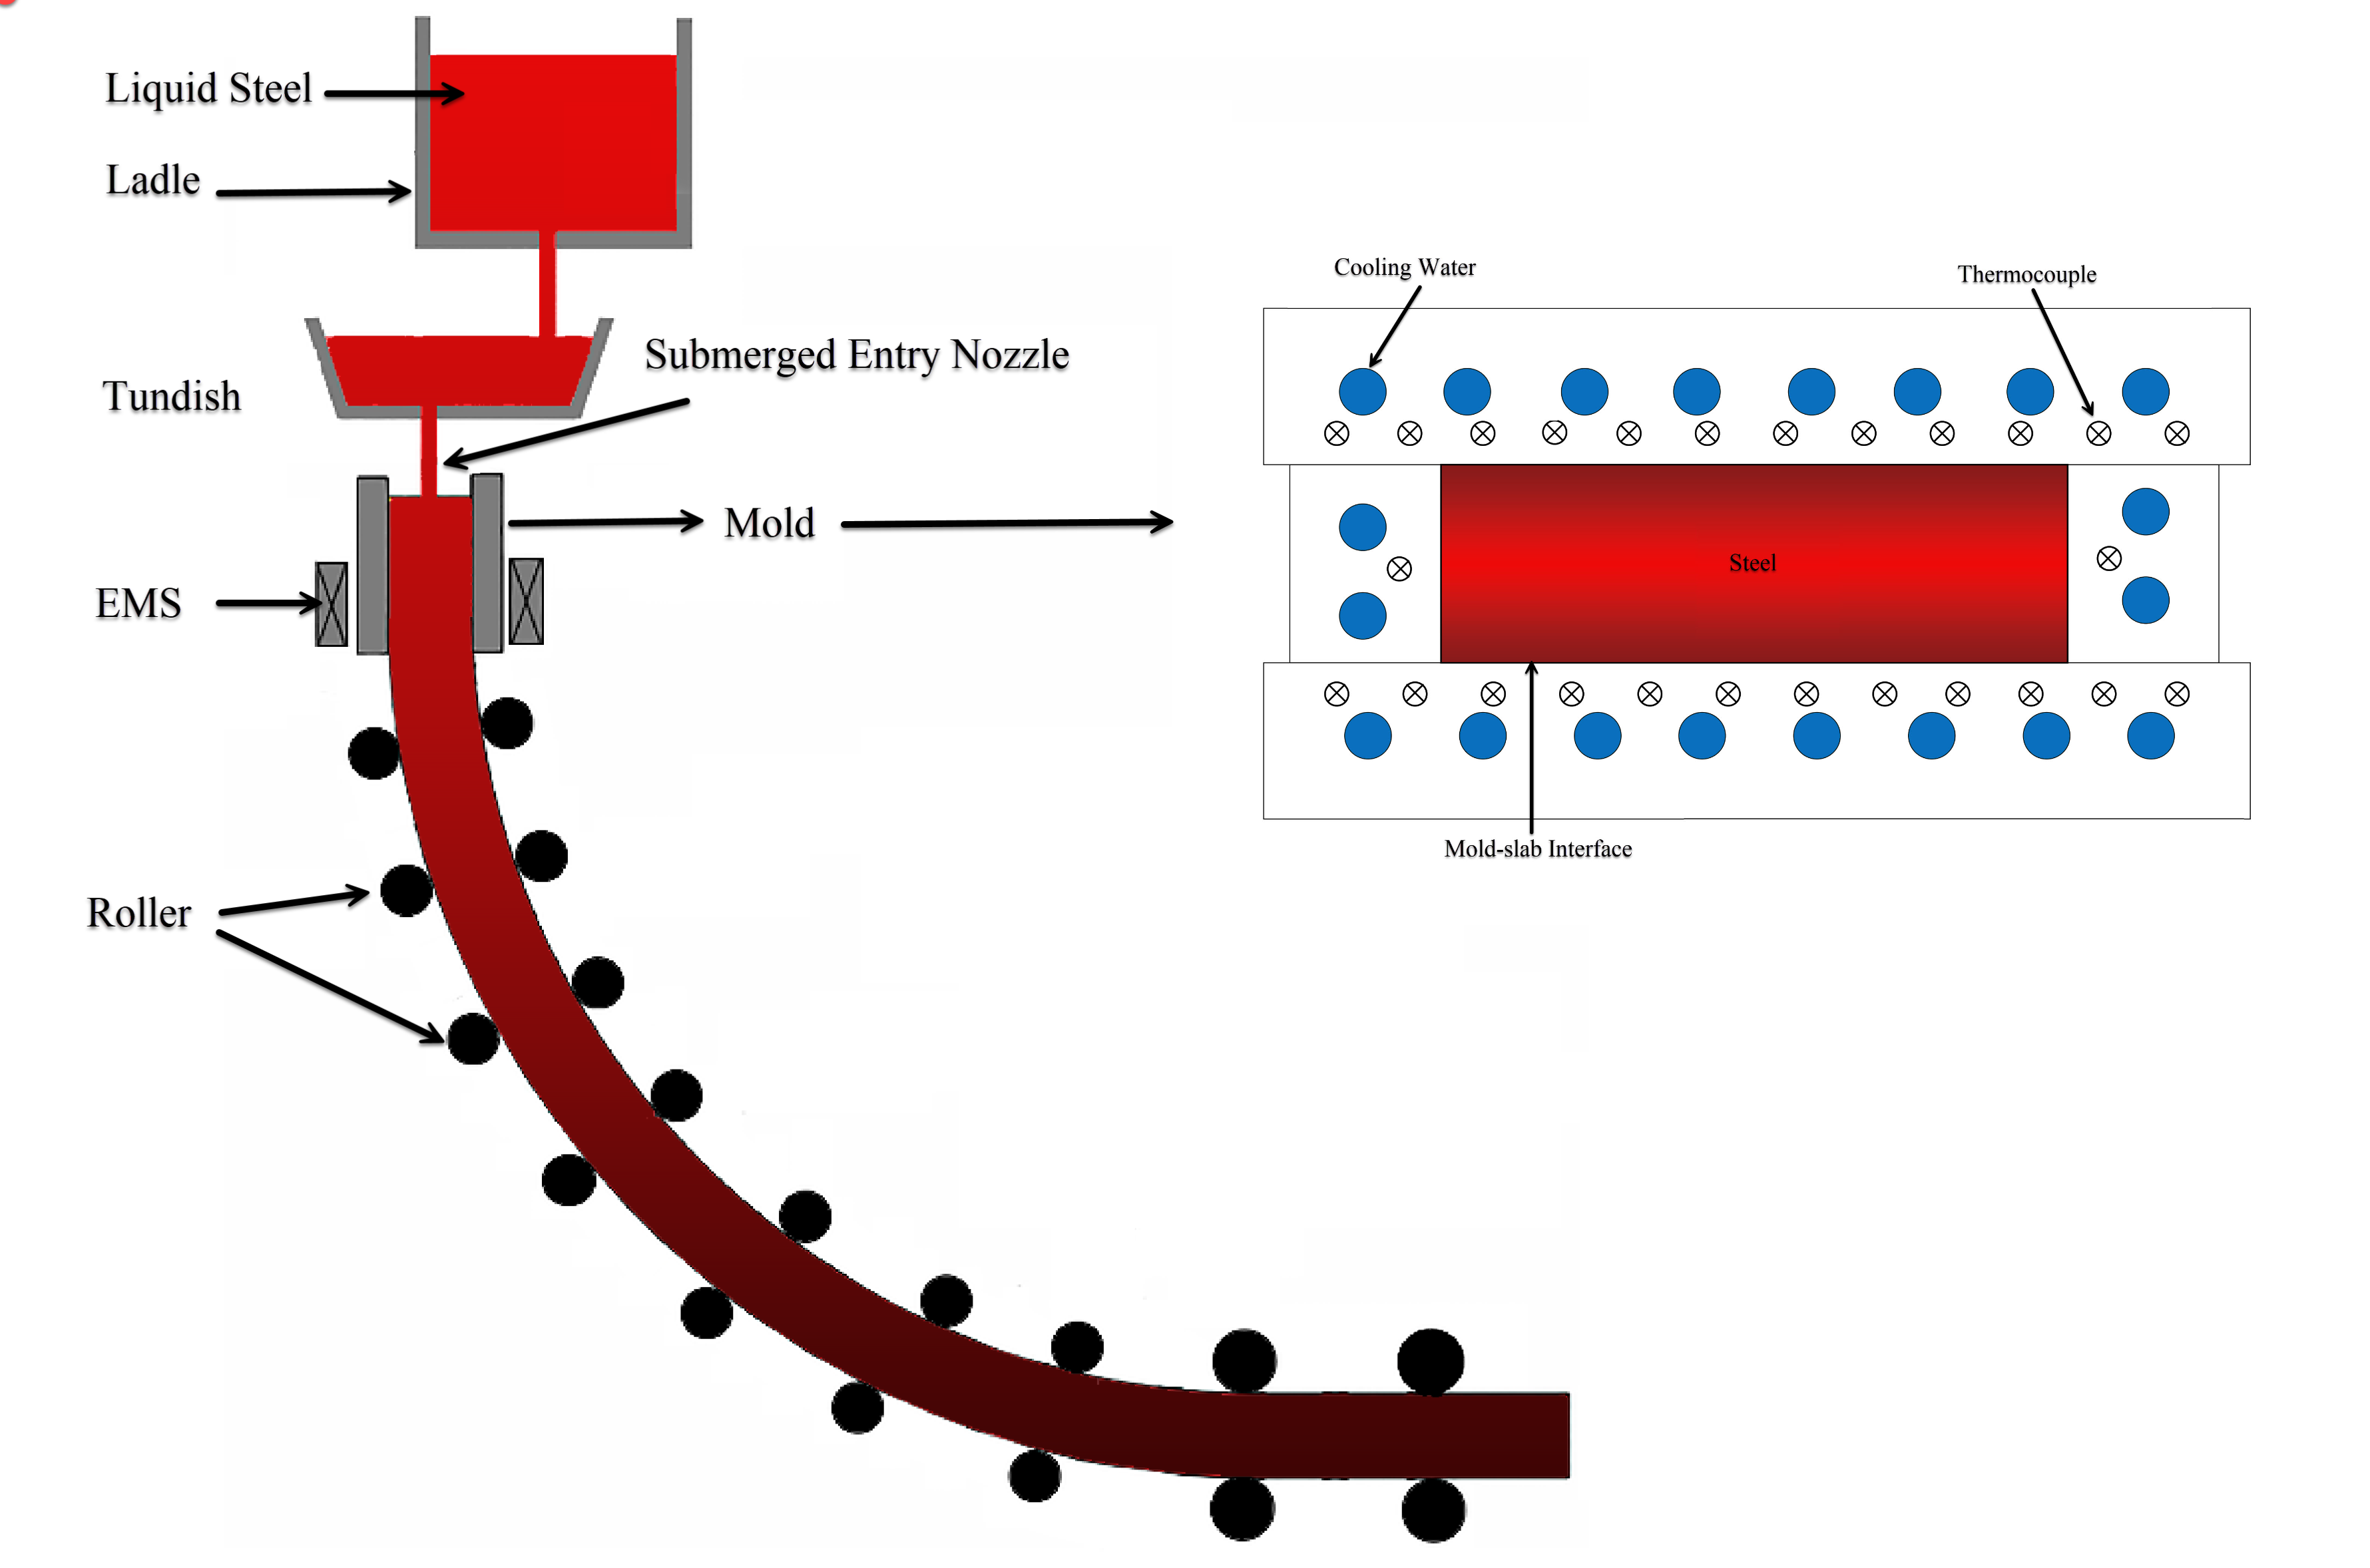 Liquid Steel
Ladle
Tundish
Submerged Entry Nozzle
Mold
EMS
Roller
Cooling Water
Thermocouple
Steel
Mold-slab Interface